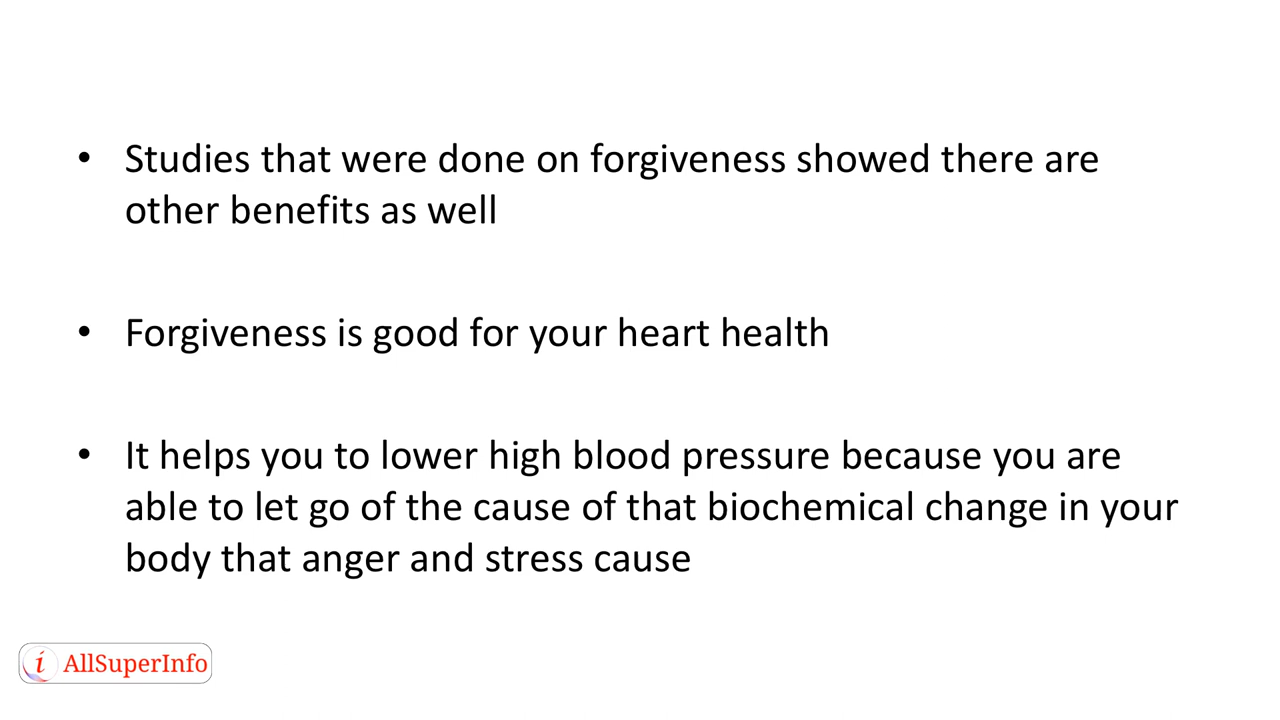 • Studies that were done on forgiveness showed there are
other benefits as well
• Forgiveness is good for your heart health
• It helps you to lower high blood pressure because you are
able to let go of the cause of that biochemical change in your
body that anger and stress cause
i AllSuperInfo